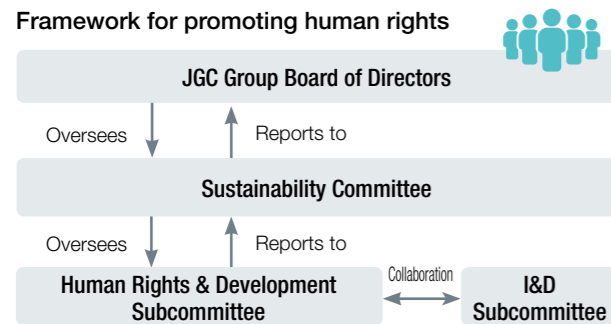 Framework for promoting human rights
JGC Group Board of Directors
Oversees
Reports to
Sustainability Committee
Oversees
Reports to
Human Rights & Development
Subcommittee
Collaboration
I&D
Subcommittee